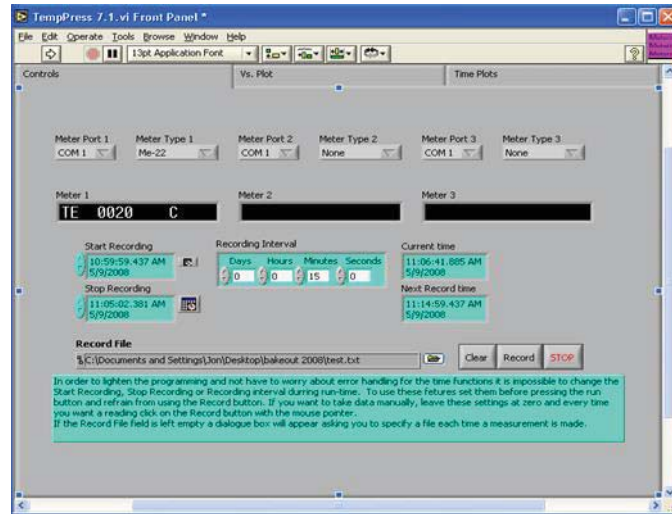 TempPress 7.1.vi Front Panel *
File Edit Operate Tools Browse Window Help
13pt Application Font
Controls Vs. Plot Time Plots
Meter Port 1 Meter Type 1 Meter Port 2 Meter Type 2 Meter Port 3 Meter Type 3
COM 1 Me-22 COM 1 None COM 1 None
Meter 1 Meter 2 Meter 3
TE 0020 C
Start Recording Recording Interval Current time
10:59:59.437 AM Days Hours Minutes Seconds 11:06:41.885 AM
5/9/2008 0 0 15 0 5/9/2008
Stop Recording Next Record time
11:05:02.381 AM 11:14:59.437 AM
5/9/2008 5/9/2008
Record File
C:\Documents and Settings\Jon\Desktop\bakeout 2008\test.txt Clear Record STOP
In order to lighten the programming and not have to worry about error handling for the time functions it is impossible to change the
Start Recording, Stop Recording or Recording interval durring run-time. To use these fetures set them before pressing the run
button and refrain from using the Record button. If you want to take data manually, leave these settings at zero and every time
you want a reading click on the Record button with the mouse pointer.
If the Record File field is left empty a dialogue box will appear asking you to specify a file each time a measurement is made.